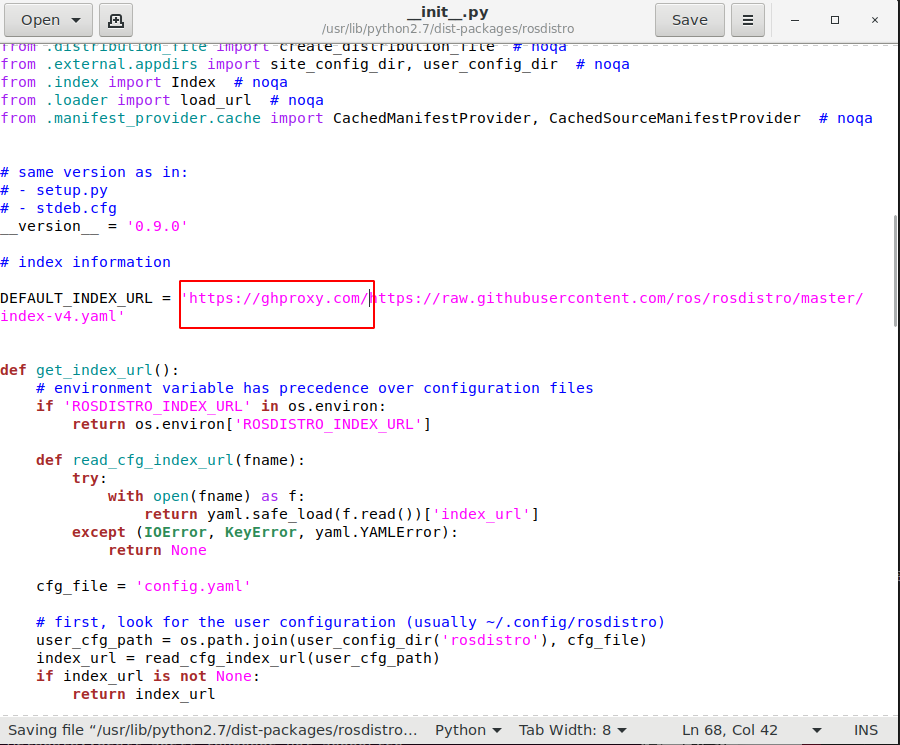 Open
__init__.py
/usr/lib/python2.7/dist-packages/rosdistro
Save
from .distribution_file import create_distribution_file  # noqa
from .external.appdirs import site_config_dir, user_config_dir  # noqa
from .index import Index  # noqa
from .loader import load_url  # noqa
from .manifest_provider.cache import CachedManifestProvider, CachedSourceManifestProvider  # noqa
# same version as in:
# - setup.py
# - stdeb.cfg
__version__ = '0.9.0'
# index information
DEFAULT_INDEX_URL = 'https://ghproxy.com/https://raw.githubusercontent.com/ros/rosdistro/master/
index-v4.yaml'
def get_index_url():
    # environment variable has precedence over configuration files
    if 'ROSDISTRO_INDEX_URL' in os.environ:
        return os.environ['ROSDISTRO_INDEX_URL']
    def read_cfg_index_url(fname):
        try:
            with open(fname) as f:
                return yaml.safe_load(f.read())['index_url']
        except (IOError, KeyError, yaml.YAMLError):
            return None
    cfg_file = 'config.yaml'
    # first, look for the user configuration (usually ~/.config/rosdistro)
    user_cfg_path = os.path.join(user_config_dir('rosdistro'), cfg_file)
    index_url = read_cfg_index_url(user_cfg_path)
    if index_url is not None:
        return index_url
Saving file “/usr/lib/python2.7/dist-packages/rosdistro… Python Tab Width: 8 Ln 68, Col 42 INS